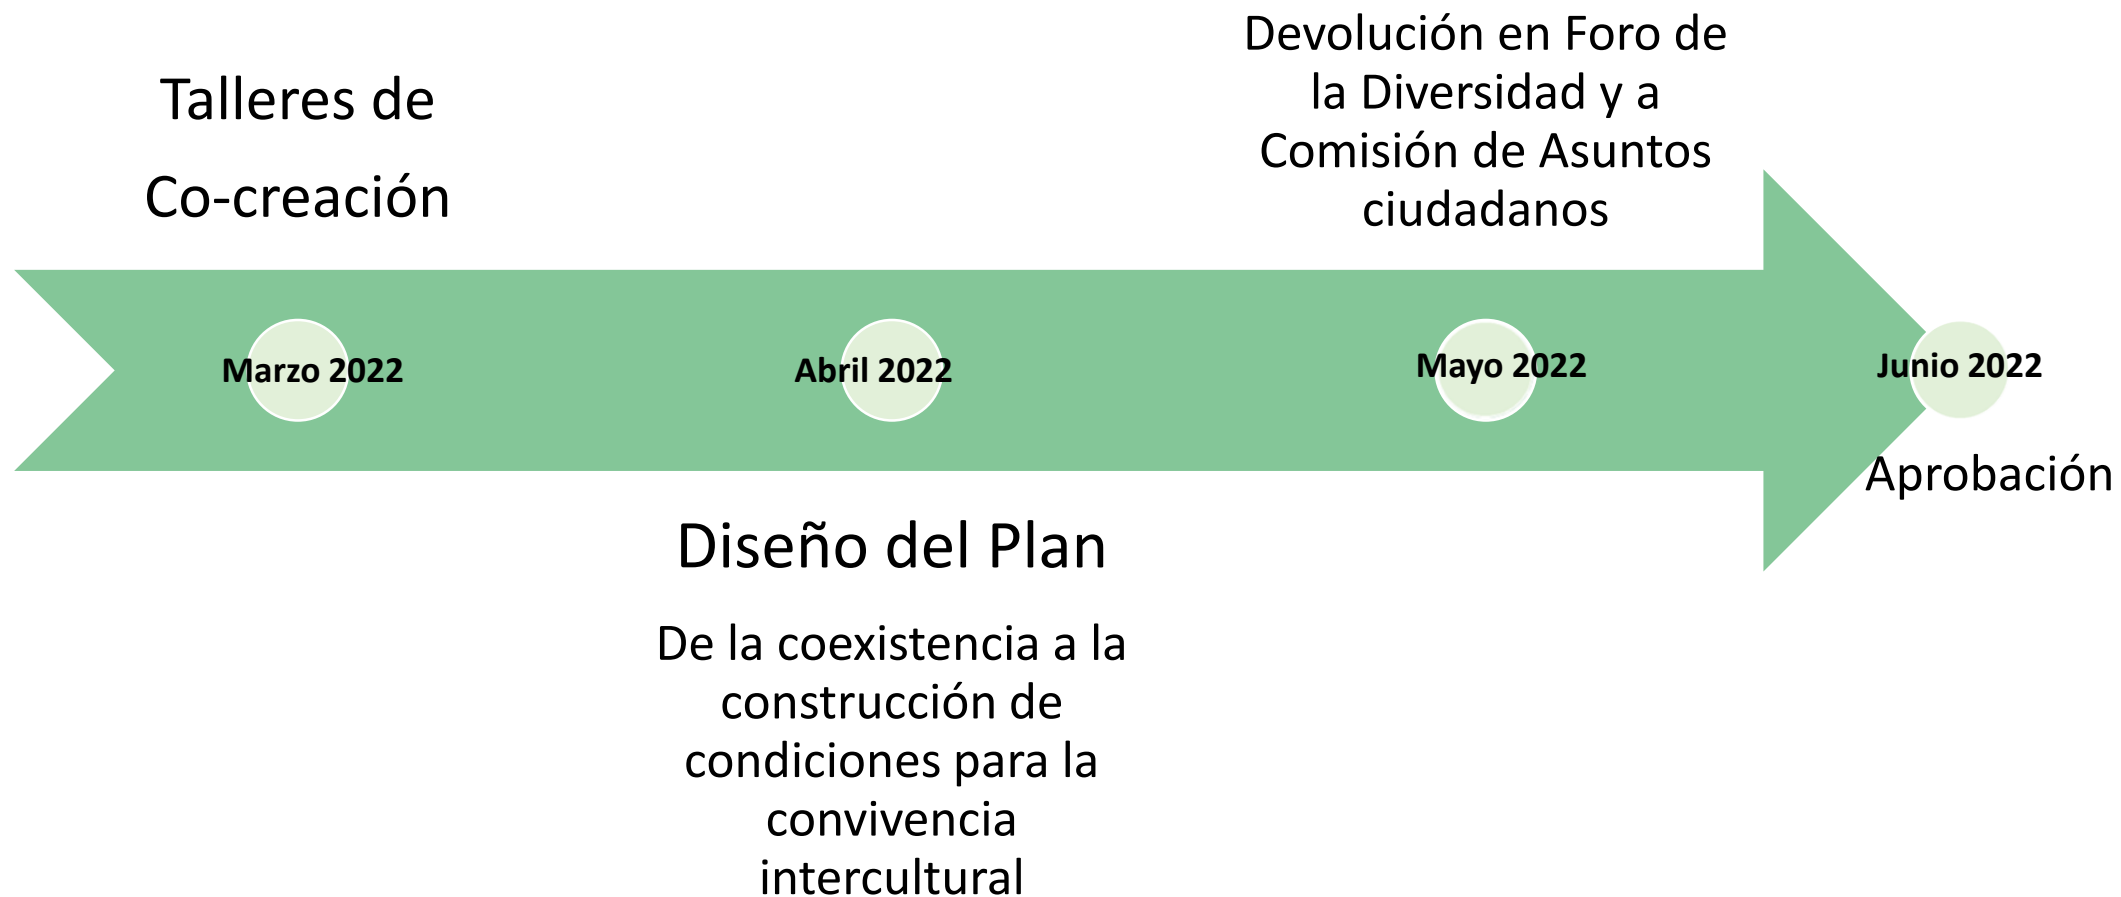 Talleres de
Co-creación
Marzo 2022
Abril 2022
Diseño del Plan
De la coexistencia a la
construcción de
condiciones para la
convivencia
intercultural
Devolución en Foro de
la Diversidad y a
Comisión de Asuntos
ciudadanos
Mayo 2022
Junio 2022
Aprobación